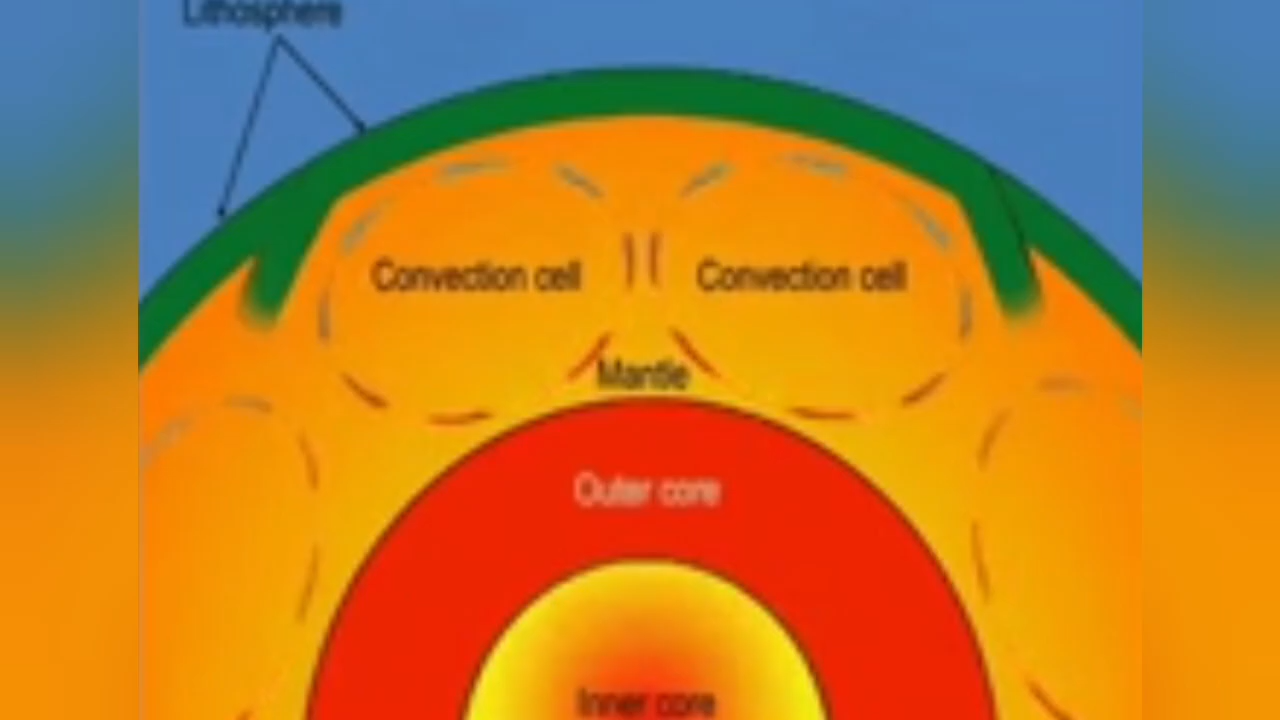 Lithosphere
Convection cell
Convection cell
Mantle
Outer core
Inner core